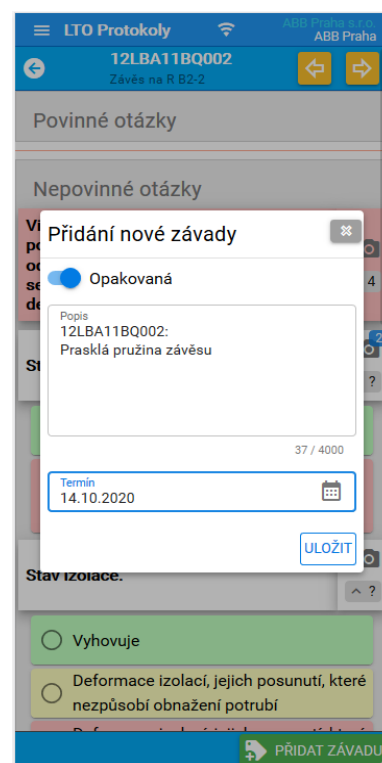 LTO Protokoly
ABB Praha s.r.o.
ABB Praha
12LBA11BQ002
Závěs na R B2-2
Povinné otázky
Nepovinné otázky
Přidání nové závady
4
Opakovaná
Popis
12LBA11BQ002:
Prasklá pružina závěsu
2
?
37 / 4000
Termín
14.10.2020
ULOŽIT
Stav izolace.
?
Vyhovuje
Deformace izolací, jejich posunutí, které
nezpůsobí obnažení potrubí
PŘIDAT ZÁVADU